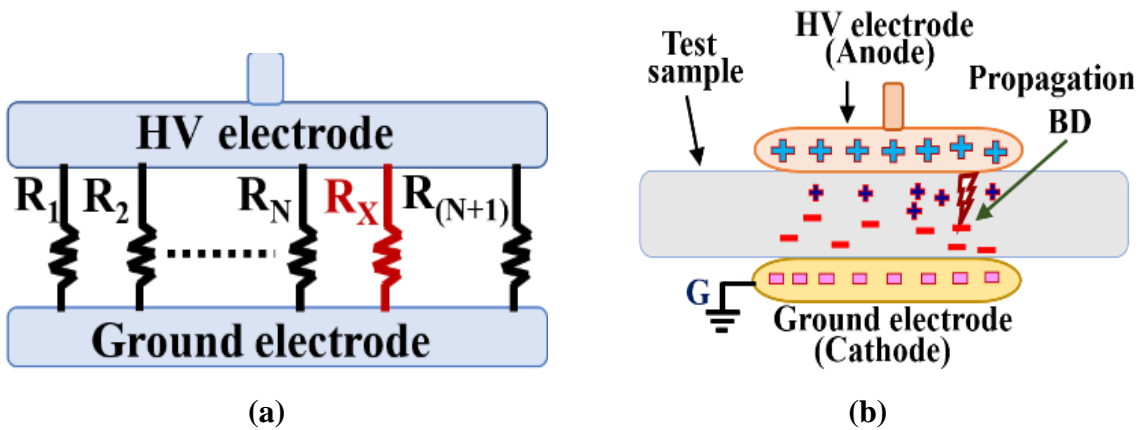 HV electrode
R1 R2 RN RX R(N+1)
Ground electrode
(a)
HV electrode
(Anode)
Test
sample
Propagation
BD
G
Ground electrode
(Cathode)
(b)